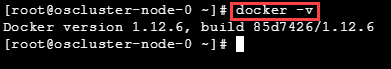 [root@oscluster-node-0 ~]# docker -v
Docker version 1.12.6, build 85d7426/1.12.6
[root@oscluster-node-0 ~]#